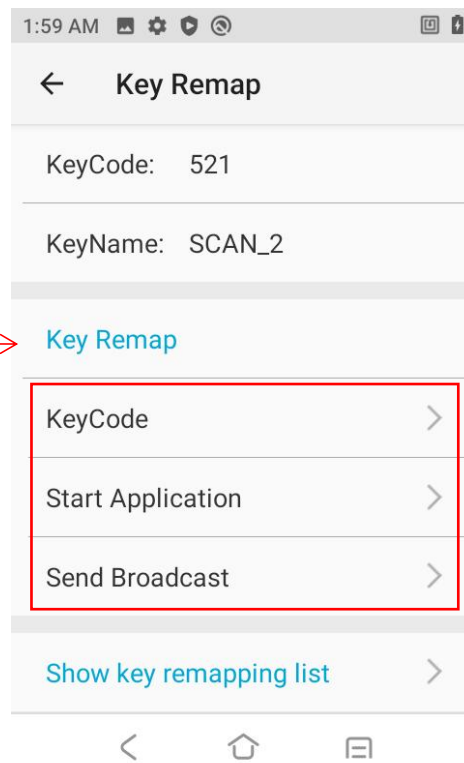 1:59 AM
Key Remap
KeyCode: 521
KeyName: SCAN_2
Key Remap
KeyCode
Start Application
Send Broadcast
Show key remapping list